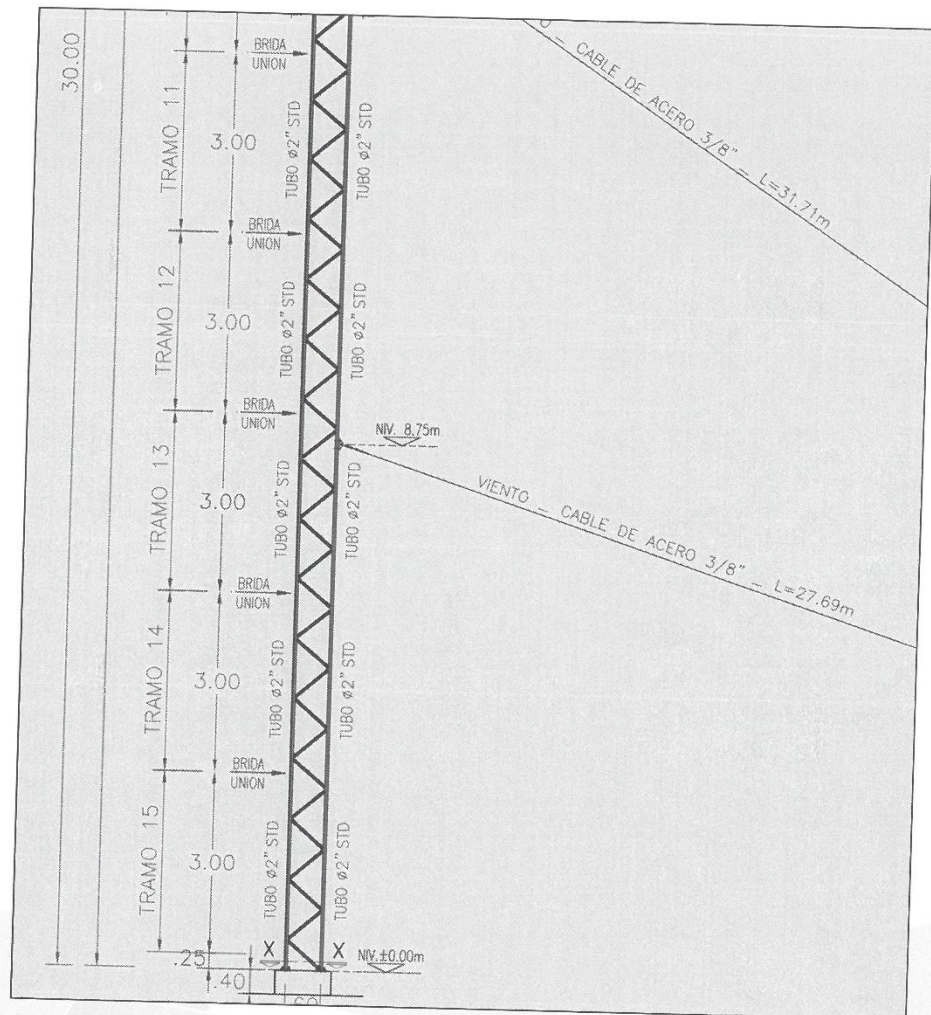 30.00
BRIDA
UNION
TRAMO 11
3.00
TUBO ø2" STD
TUBO ø2" STD
CABLE DE ACERO 3/8" – L=31.71m
BRIDA
UNION
TRAMO 12
3.00
TUBO ø2" STD
TUBO ø2" STD
BRIDA
UNION
NIV. 8.75m
TRAMO 13
3.00
TUBO ø2" STD
TUBO ø2" STD
VIENTO – CABLE DE ACERO 3/8" – L=27.69m
BRIDA
UNION
TRAMO 14
3.00
TUBO ø2" STD
TUBO ø2" STD
BRIDA
UNION
TRAMO 15
3.00
TUBO ø2" STD
TUBO ø2" STD
X X
NIV.±0.00m
.25
.40